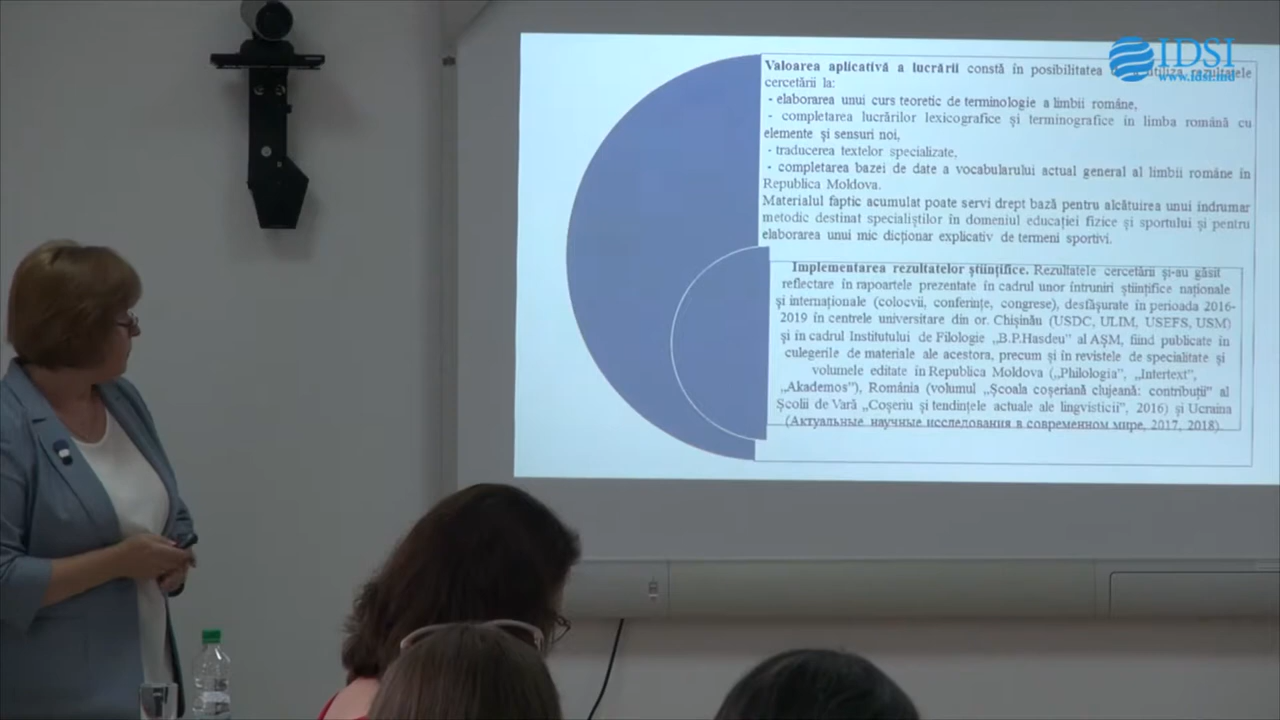 IDSI
www.idsi.md
Valoarea aplicativă a lucrării constă în posibilitatea utiliza rezultatele
cercetării la:
- elaborarea unui curs teoretic de terminologie a limbii române,
- completarea lucrărilor lexicografice și terminografice în limba română cu
elemente și sensuri noi,
- traducerea textelor specializate,
- completarea bazei de date a vocabularului actual general al limbii române în
Republica Moldova.
Materialul faptic acumulat poate servi drept bază pentru alcătuirea unui îndrumar
metodic destinat specialiștilor în domeniul educației fizice și sportului și pentru
elaborarea unui mic dicționar explicativ de termeni sportivi.
Implementarea rezultatelor științifice. Rezultatele cercetării și-au găsit
reflectare în rapoartele prezentate în cadrul unor întruniri științifice naționale
și internaționale (colocvii, conferințe, congrese), desfășurate în perioada 2016-
2019 în centrele universitare din or. Chișinău (USDC, ULIM, USEFS, USM)
și în cadrul Institutului de Filologie „B.P.Hasdeu” al AȘM, fiind publicate în
culegerile de materiale ale acestora, precum și în revistele de specialitate și
volumele editate în Republica Moldova („Philologia”, „Intertext”,
„Akademos”), România (volumul „Școala coșeriană clujeană: contribuții” al
Școlii de Vară „Coșeriu și tendințele actuale ale lingvisticii”, 2016) și Ucraina
(Актуальные научные исследования в современном мире, 2017, 2018)